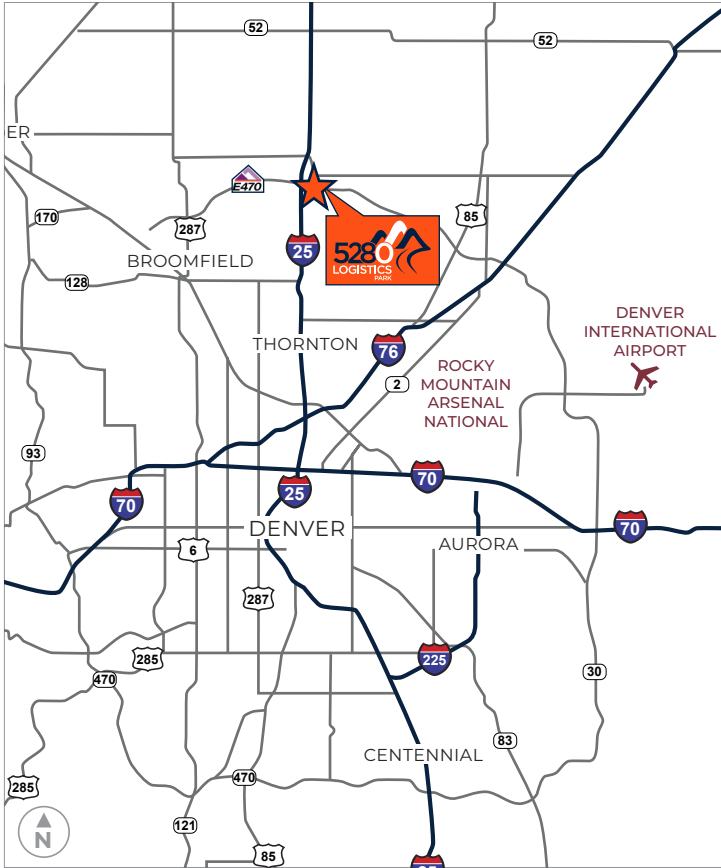 52
52
ER
E470
170
287
85
25
5280
LOGISTICS
PARK
BROOMFIELD
128
DENVER
INTERNATIONAL
AIRPORT
THORNTON
76
ROCKY
MOUNTAIN
ARSENAL
NATIONAL
2
93
70
25
70
70
DENVER
6
AURORA
287
285
225
470
30
83
CENTENNIAL
285
470
121
N
85